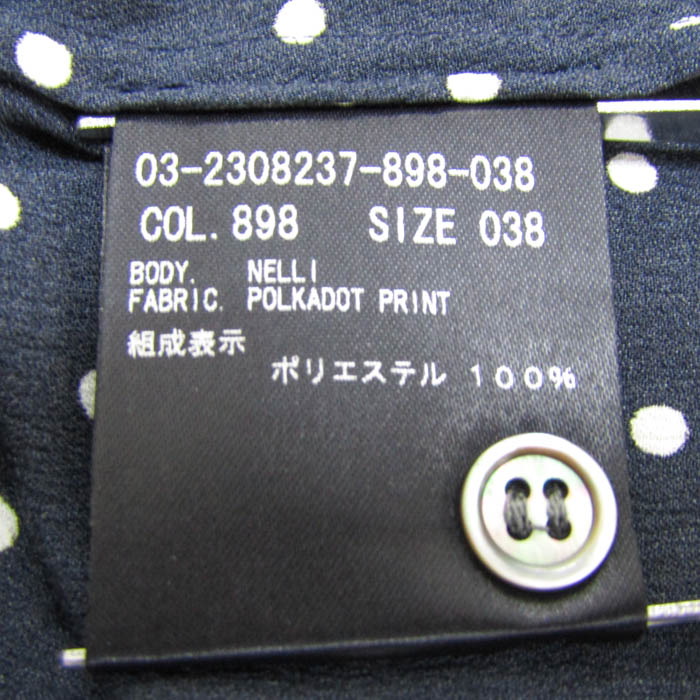 03-2308237-898-038
COL. 898 SIZE 038
BODY. NELLI
FABRIC. POLKADOT PRINT
組成表示
ポリエステル 100%